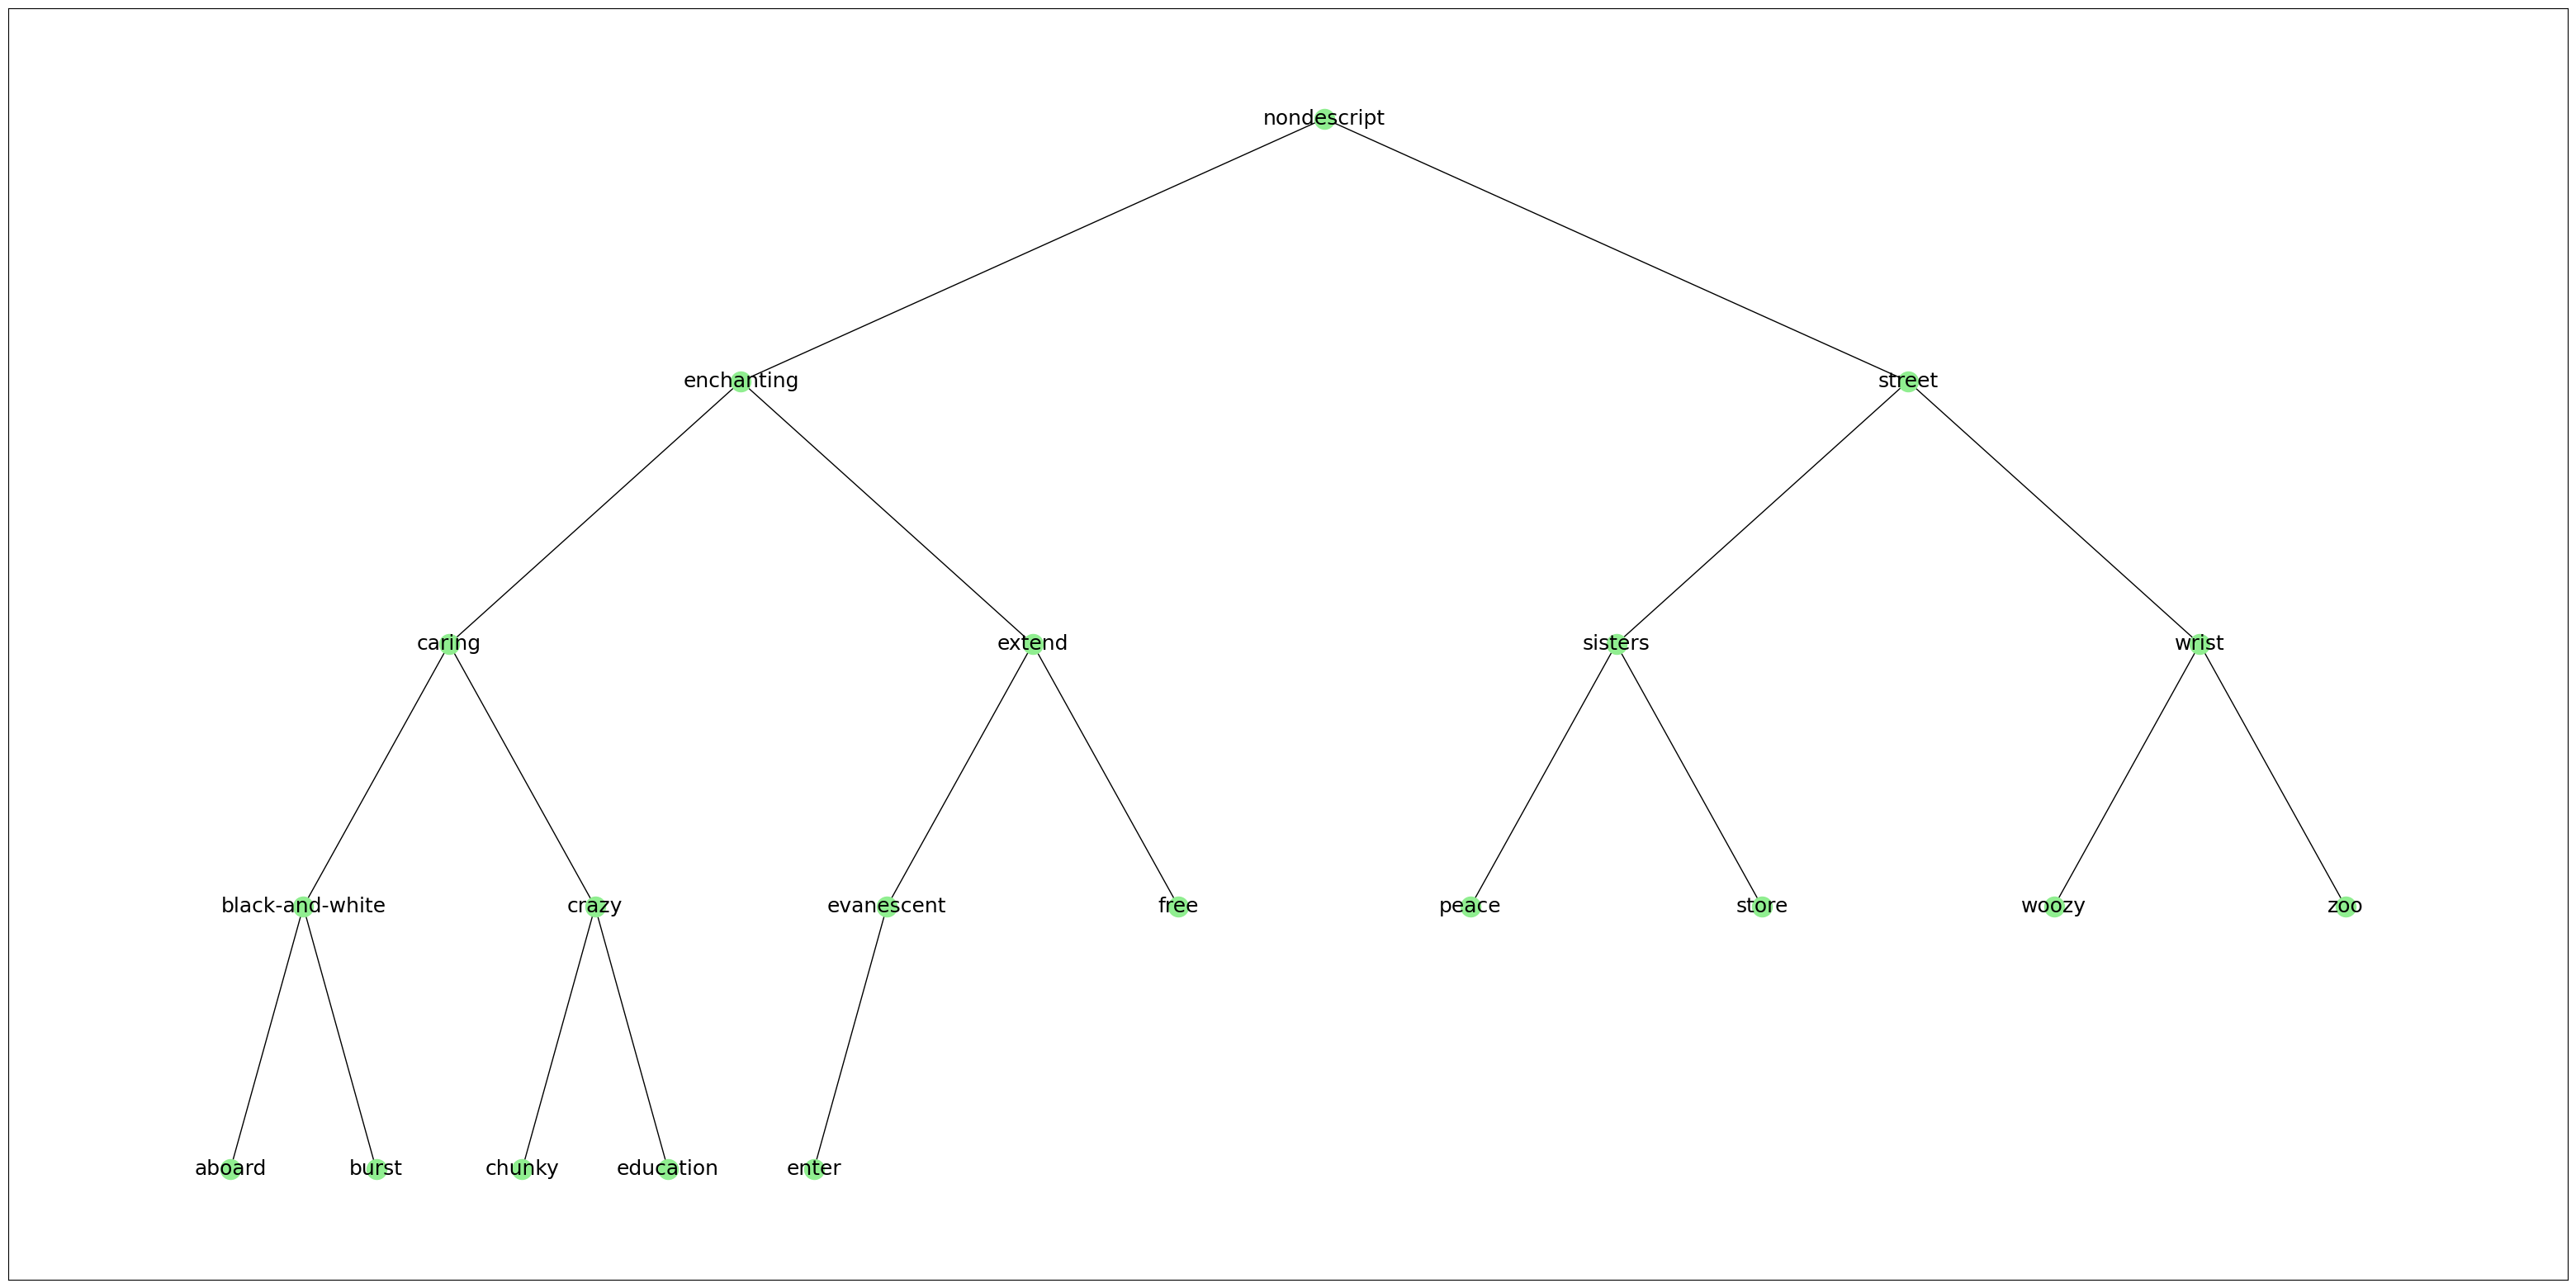 nondescript
enchanting street
caring extend sisters wrist
black-and-white crazy evanescent free peace store woozy zoo
aboard burst chunky education enter